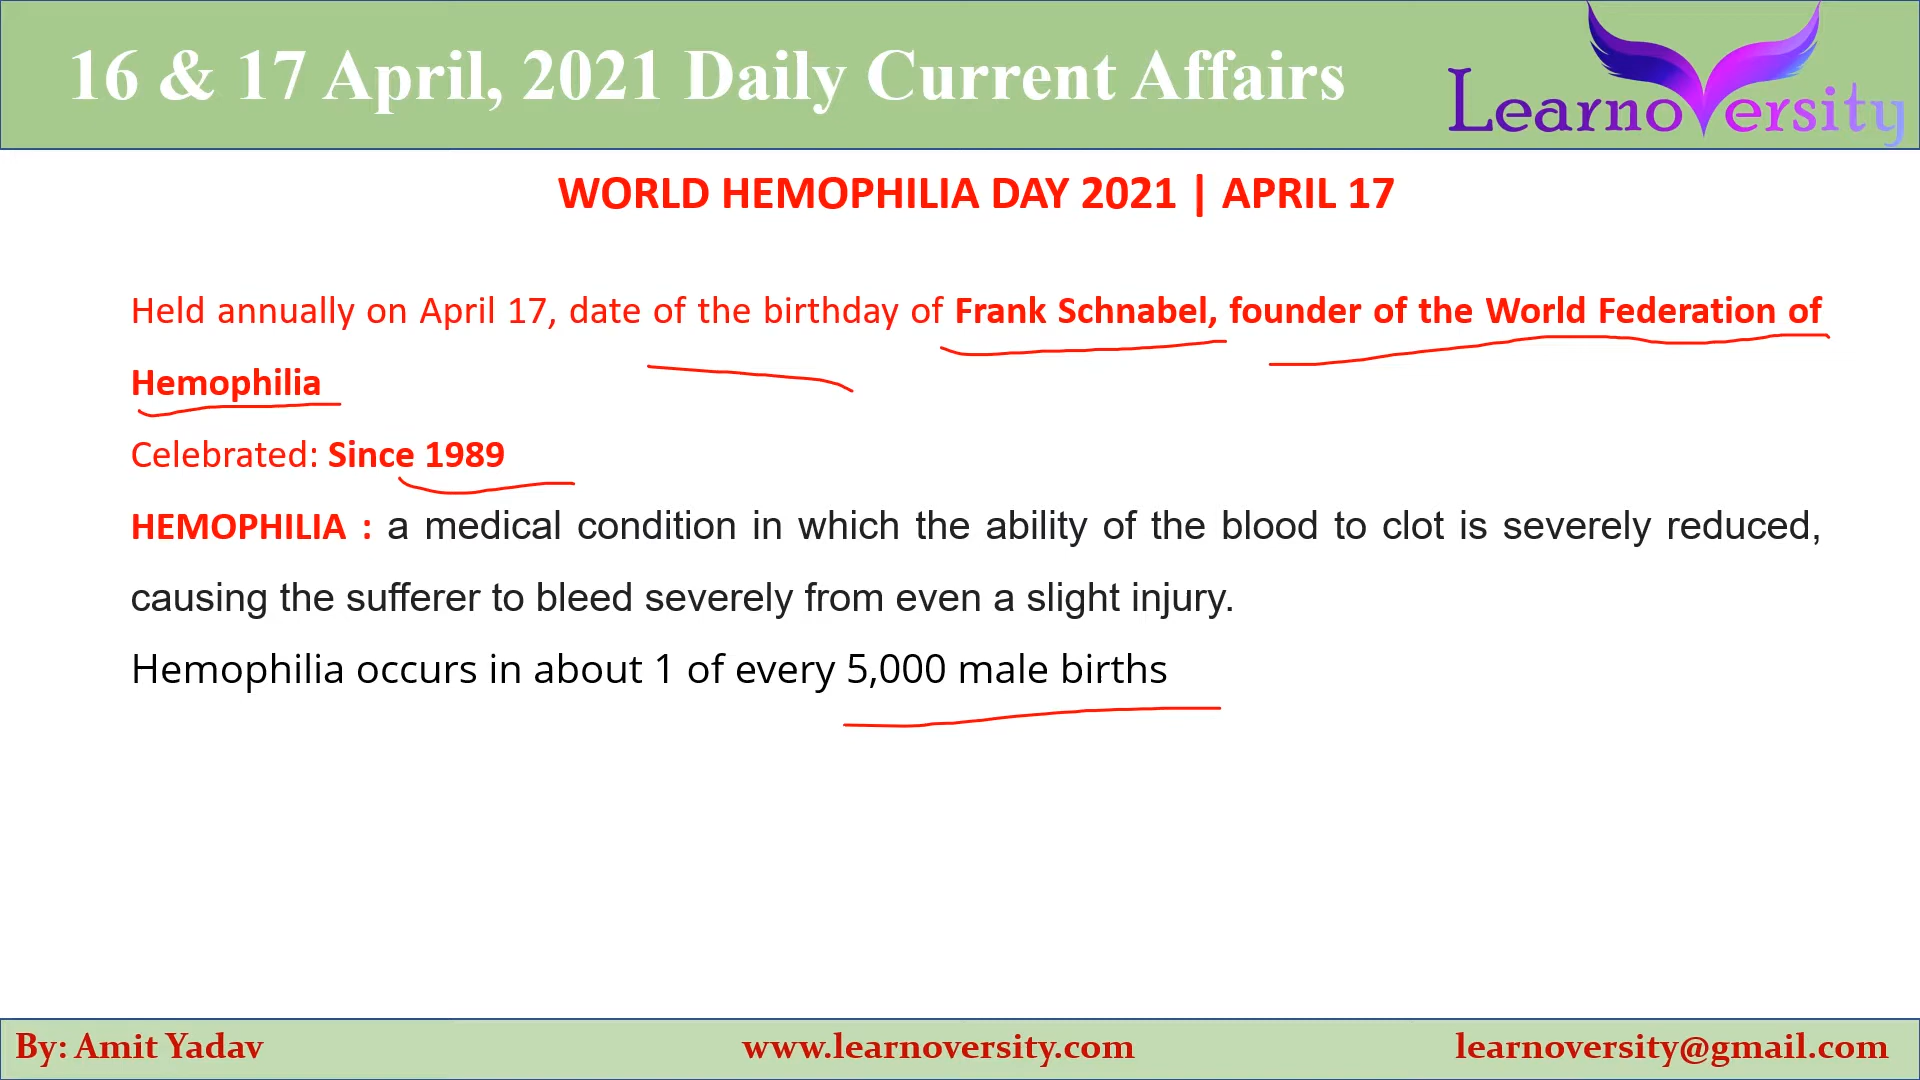 16 & 17 April, 2021 Daily Current Affairs
Learnoversity
WORLD HEMOPHILIA DAY 2021 | APRIL 17
Held annually on April 17, date of the birthday of Frank Schnabel, founder of the World Federation of
Hemophilia
Celebrated: Since 1989
HEMOPHILIA : a medical condition in which the ability of the blood to clot is severely reduced,
causing the sufferer to bleed severely from even a slight injury.
Hemophilia occurs in about 1 of every 5,000 male births
By: Amit Yadav
www.learnoversity.com
learnoversity@gmail.com